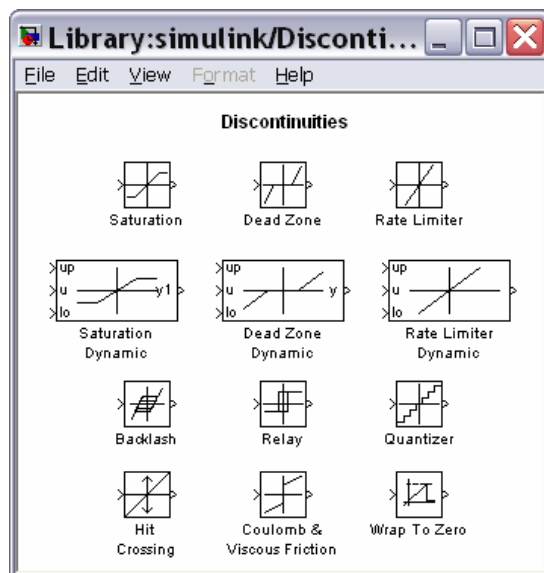 Library:simulink/Disconti...
File Edit View Format Help
Discontinuities
Saturation Dead Zone Rate Limiter
up up up
u y1 u y u
lo lo lo
Saturation Dead Zone Rate Limiter
Dynamic Dynamic Dynamic
Backlash Relay Quantizer
Hit Coulomb & Wrap To Zero
Crossing Viscous Friction